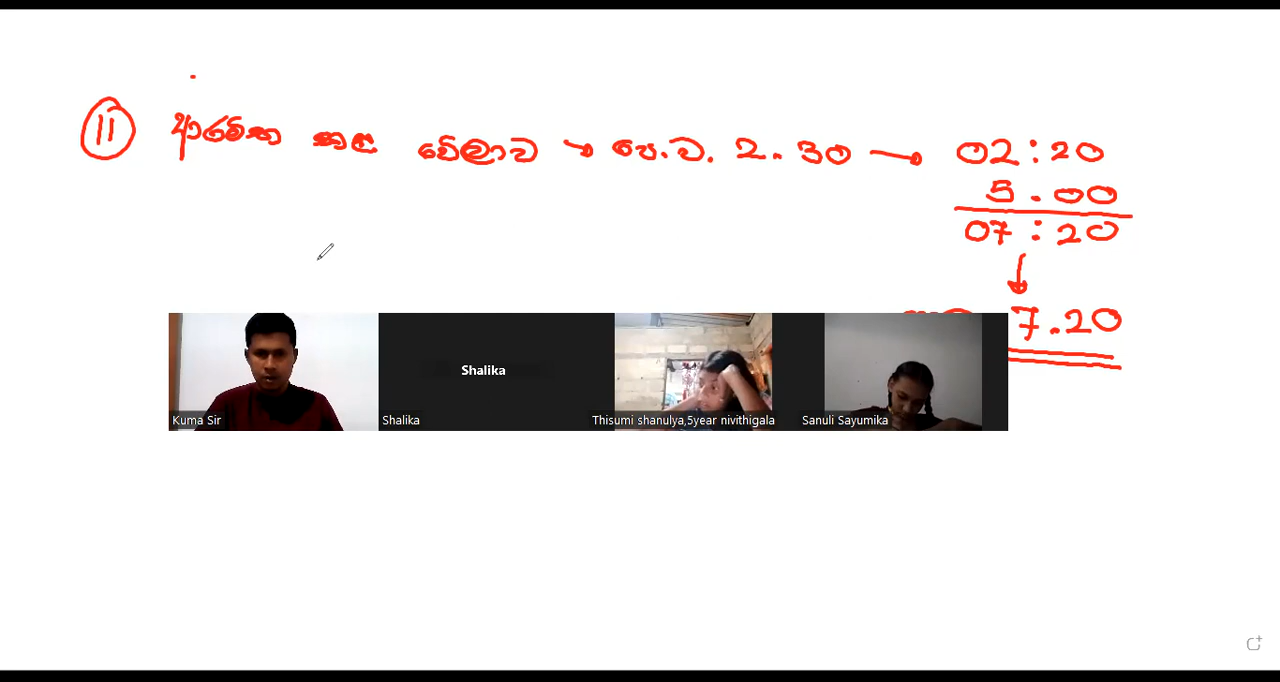 11 ආරම්භ කල වේලාව → පෙ.ව. 2.30 → 02:20
5.00
07:20
↓
7.20
Shalika
Kuma Sir Shalika Thisumi shanulya,5year nivithigala Sanuli Sayumika